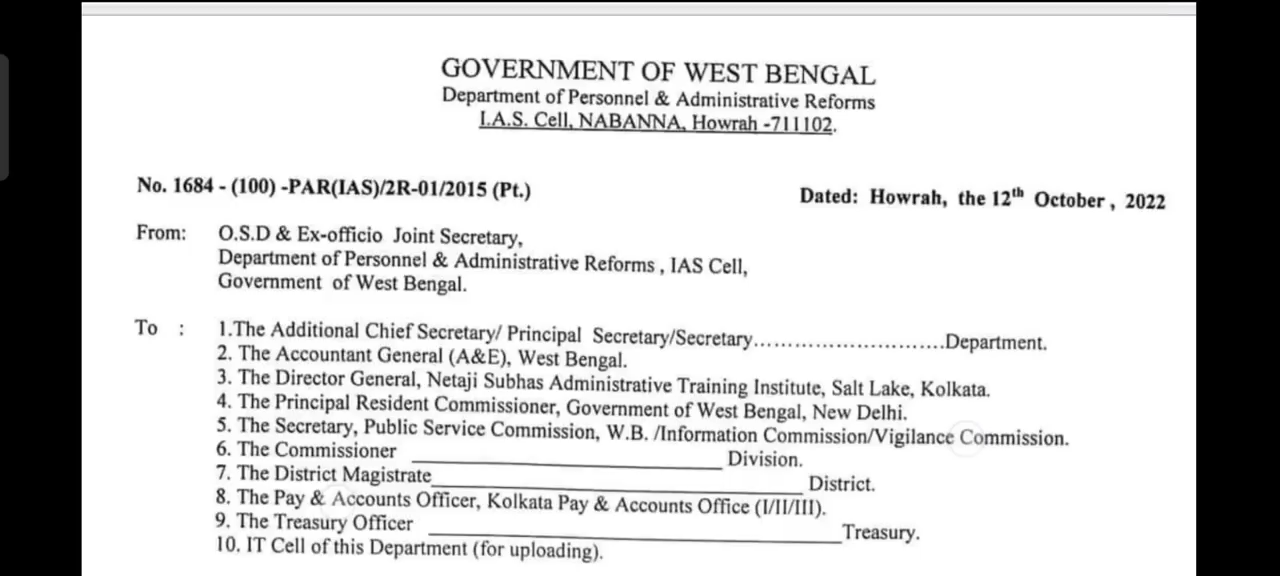 GOVERNMENT OF WEST BENGAL
Department of Personnel & Administrative Reforms
I.A.S. Cell, NABANNA, Howrah -711102.
No. 1684 - (100) -PAR(IAS)/2R-01/2015 (Pt.)
Dated: Howrah, the 12th October , 2022
From: O.S.D & Ex-officio Joint Secretary,
Department of Personnel & Administrative Reforms , IAS Cell,
Government of West Bengal.
To : 1.The Additional Chief Secretary/ Principal Secretary/Secretary............................Department.
2. The Accountant General (A&E), West Bengal.
3. The Director General, Netaji Subhas Administrative Training Institute, Salt Lake, Kolkata.
4. The Principal Resident Commissioner, Government of West Bengal, New Delhi.
5. The Secretary, Public Service Commission, W.B. /Information Commission/Vigilance Commission.
6. The Commissioner ______________________ Division.
7. The District Magistrate__________________________ District.
8. The Pay & Accounts Officer, Kolkata Pay & Accounts Office (I/II/III).
9. The Treasury Officer ______________________________Treasury.
10. IT Cell of this Department (for uploading).